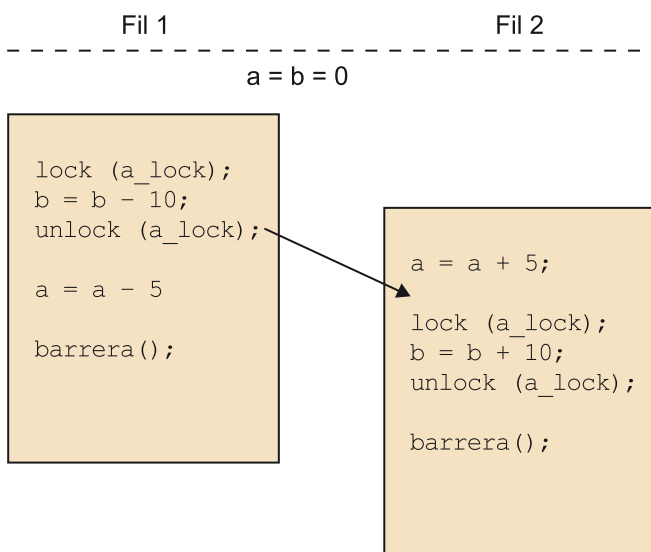 Fil 1
Fil 2
a = b = 0
lock (a_lock);
b = b - 10;
unlock (a_lock);
a = a - 5
barrera();
a = a + 5;
lock (a_lock);
b = b + 10;
unlock (a_lock);
barrera();